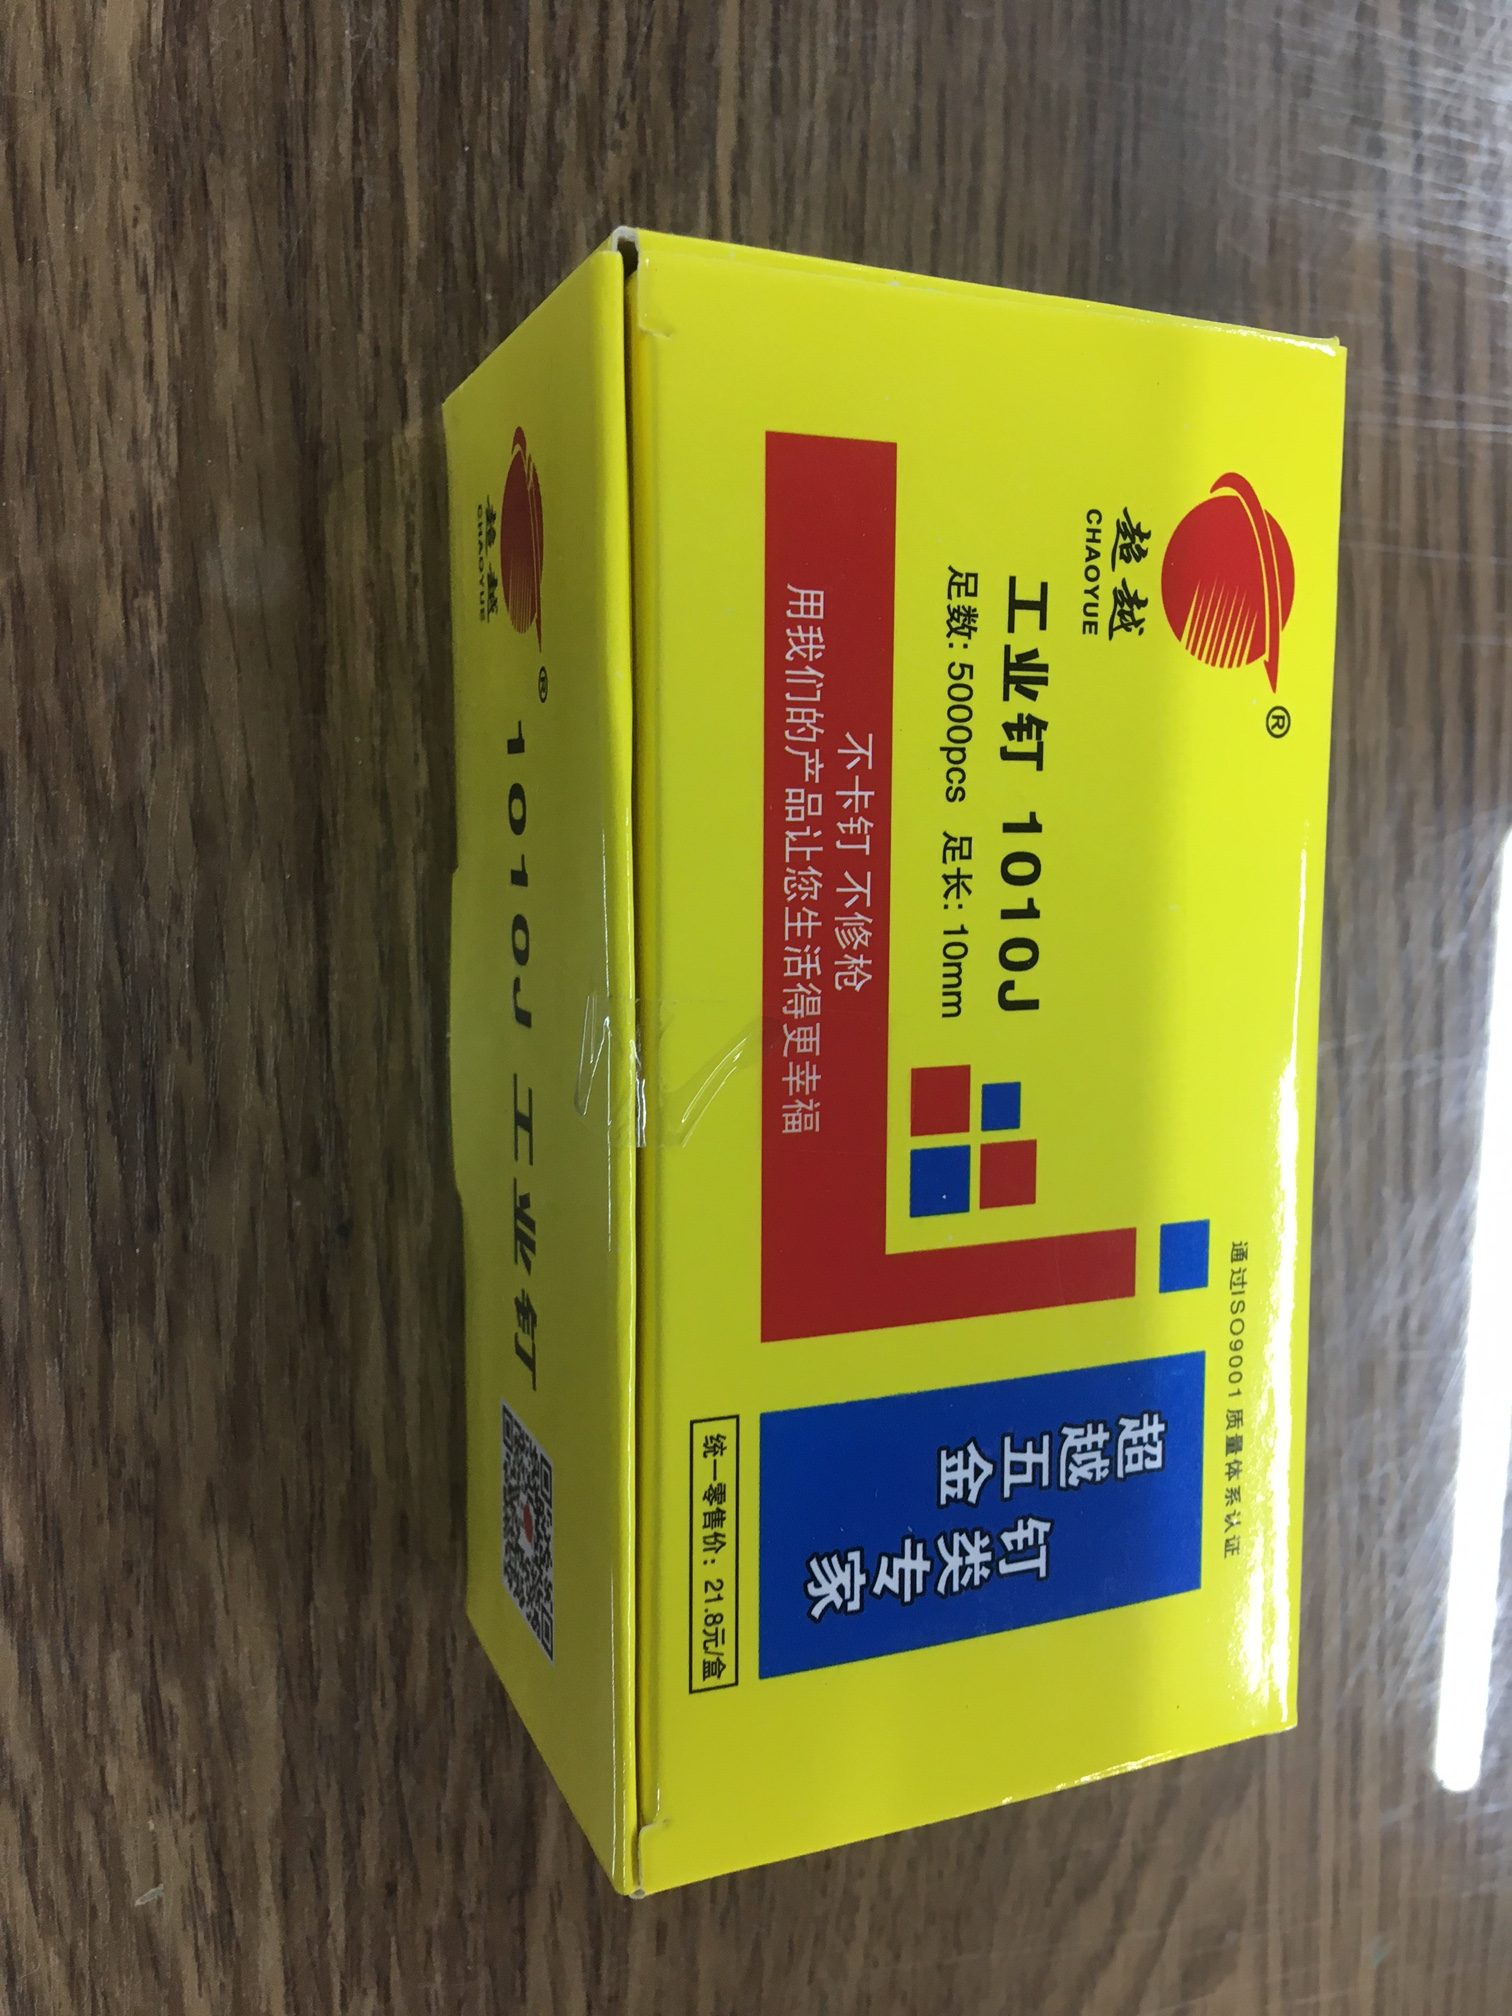 ®
超越
CHAOYUE
工业钉 1010J
足数: 5000pcs 足长: 10mm
不卡钉 不修枪
用我们的产品让您生活得更幸福
通过ISO9001质量体系认证
超越五金
钉类专家
统一零售价: 21.8元/盒
®
超越
CHAOYUE
1010J 工业钉